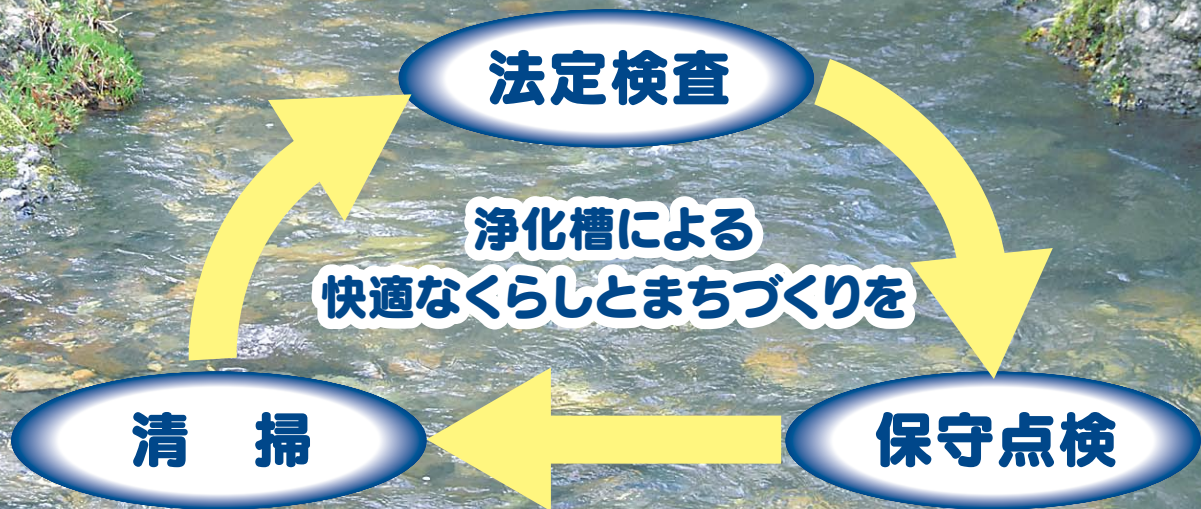 法定検査
浄化槽による
快適なくらしとまちづくりを
清　掃
保守点検